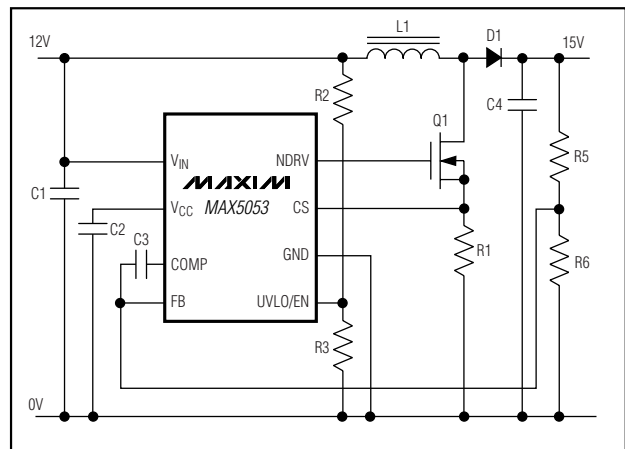 L1
D1
12V
15V
R2
C4
Q1
R5
VIN
NDRV
MAXIM
MAX5053
C1
VCC
CS
C2
C3
GND
R1
R6
COMP
FB
UVLO/EN
R3
0V